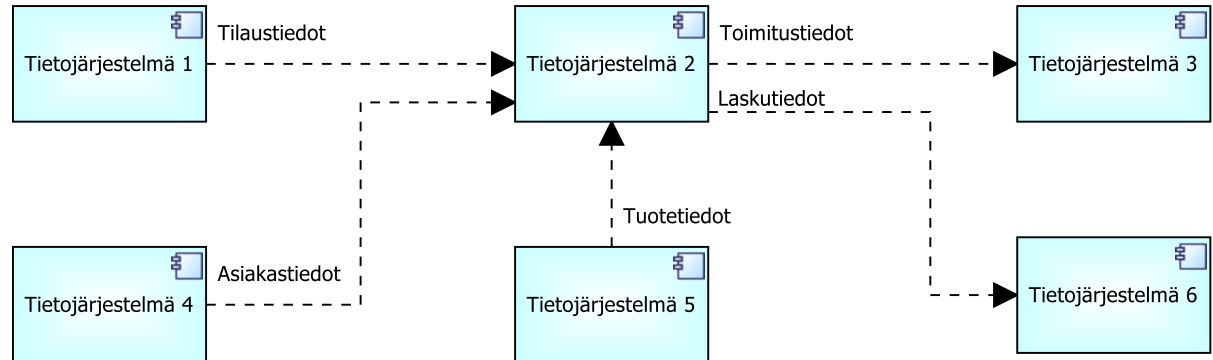 Tilaustiedot
Toimitustiedot
Tietojärjestelmä 1
Tietojärjestelmä 2
Tietojärjestelmä 3
Laskutiedot
Tuotetiedot
Asiakastiedot
Tietojärjestelmä 4
Tietojärjestelmä 5
Tietojärjestelmä 6